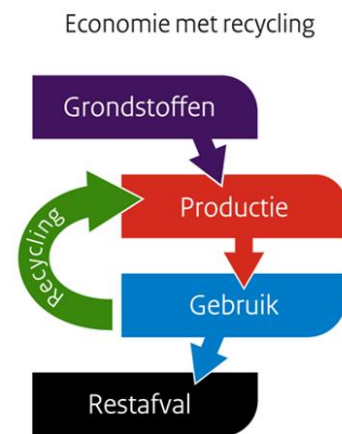 Economie met recycling
Grondstoffen
Productie
Recycling
Gebruik
Restafval